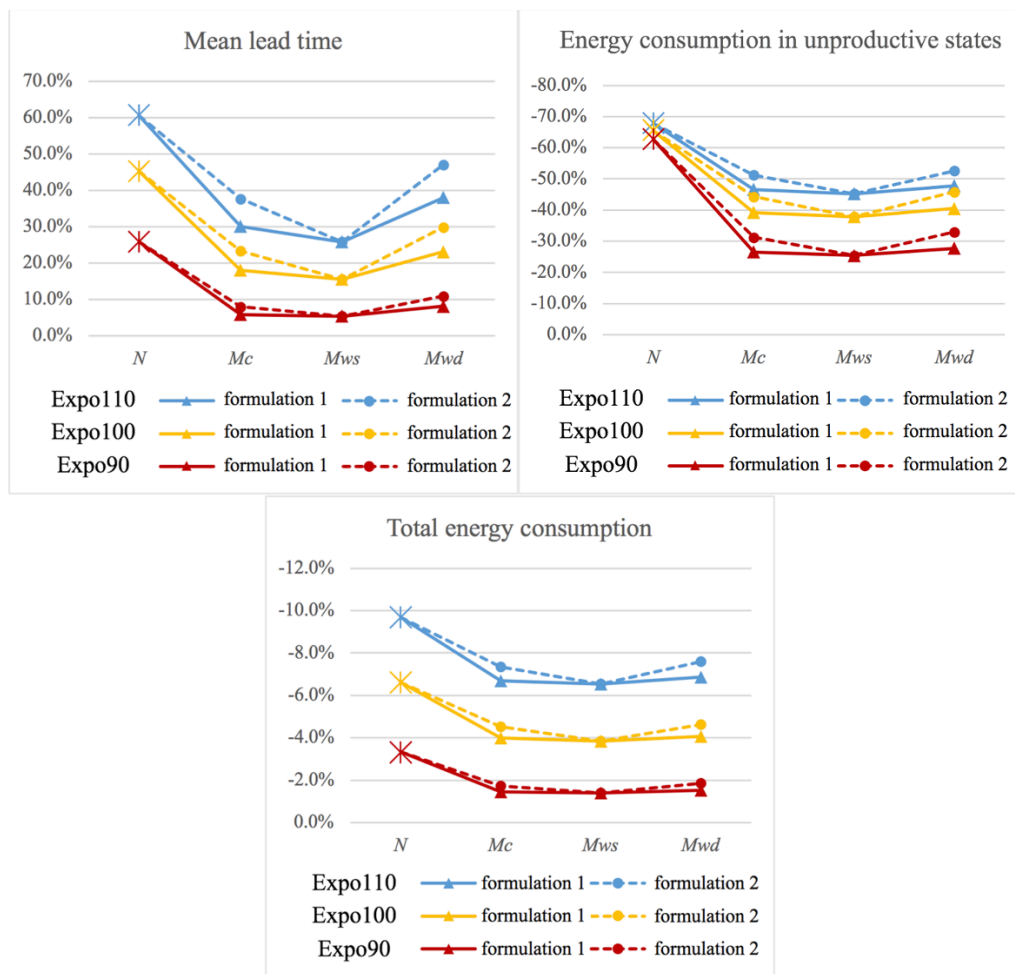 Mean lead time
70.0%
60.0%
50.0%
40.0%
30.0%
20.0%
10.0%
0.0%
N Mc Mws Mwd
Expo110 formulation 1 formulation 2
Expo100 formulation 1 formulation 2
Expo90 formulation 1 formulation 2
Energy consumption in unproductive states
-80.0%
-70.0%
-60.0%
-50.0%
-40.0%
-30.0%
-20.0%
-10.0%
0.0%
N Mc Mws Mwd
Expo110 formulation 1 formulation 2
Expo100 formulation 1 formulation 2
Expo90 formulation 1 formulation 2
Total energy consumption
-12.0%
-10.0%
-8.0%
-6.0%
-4.0%
-2.0%
0.0%
N Mc Mws Mwd
Expo110 formulation 1 formulation 2
Expo100 formulation 1 formulation 2
Expo90 formulation 1 formulation 2